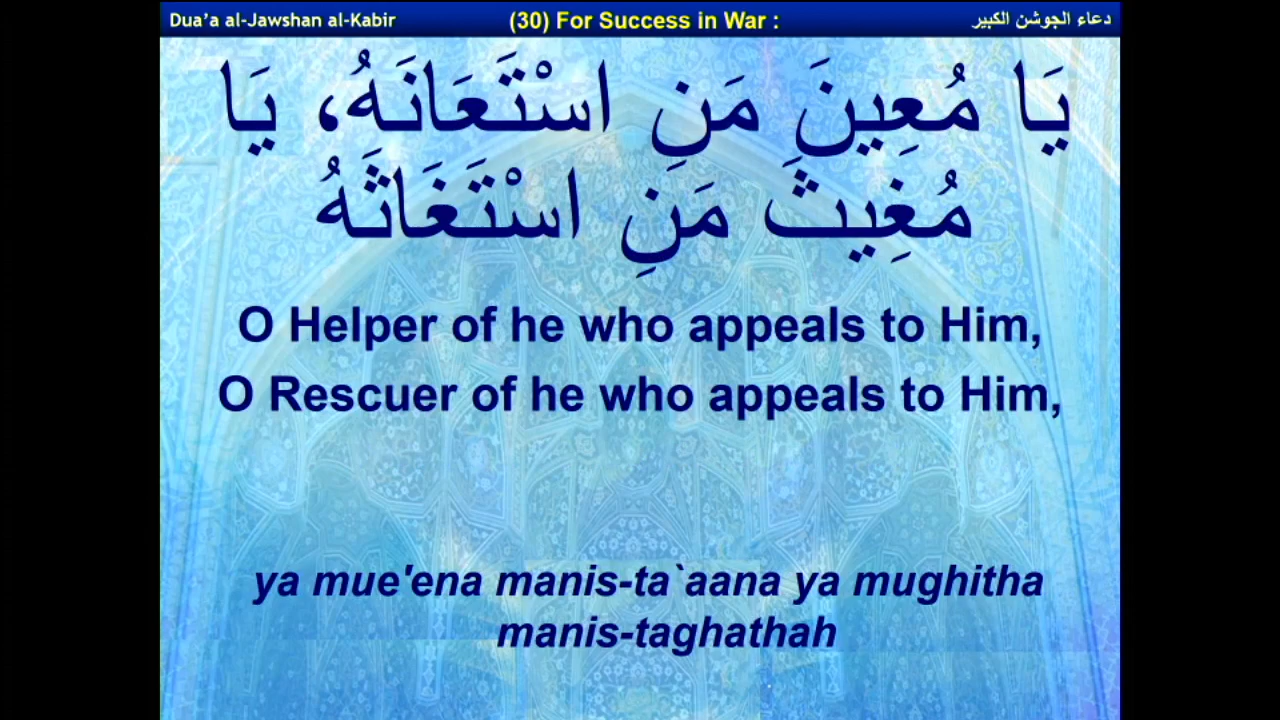 Dua’a al-Jawshan al-Kabir (30) For Success in War : دعاء الجوشن الكبير
يَا مُعِينَ مَنِ اسْتَعَانَهُ، يَا
مُغِيثَ مَنِ اسْتَغَاثَهُ
O Helper of he who appeals to Him,
O Rescuer of he who appeals to Him,
ya mue'ena manis-ta`aana ya mughitha
manis-taghathah